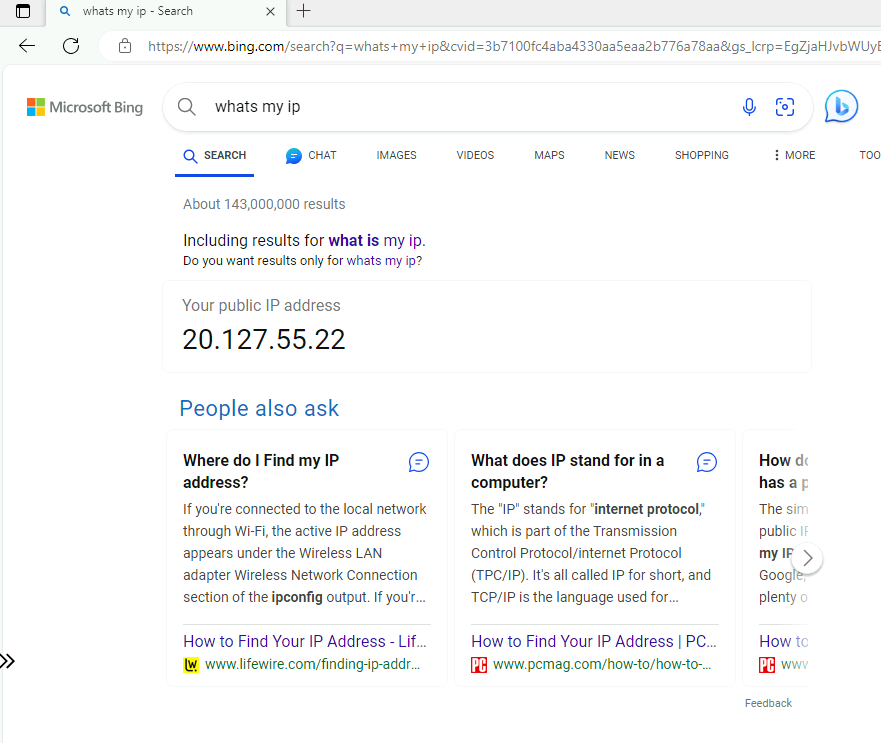 whats my ip - Search
https://www.bing.com/search?q=whats+my+ip&cvid=3b7100fc4aba4330aa5eaa2b776a78aa&gs_lcrp=EgZjaHJvbWUyB
Microsoft Bing
whats my ip
SEARCH CHAT IMAGES VIDEOS MAPS NEWS SHOPPING MORE TOO
About 143,000,000 results
Including results for what is my ip.
Do you want results only for whats my ip?
Your public IP address
20.127.55.22
People also ask
Where do I Find my IP
address?
If you're connected to the local network
through Wi-Fi, the active IP address
appears under the Wireless LAN
adapter Wireless Network Connection
section of the ipconfig output. If you'r...
How to Find Your IP Address - Lif...
www.lifewire.com/finding-ip-addr...
What does IP stand for in a
computer?
The "IP" stands for "internet protocol,"
which is part of the Transmission
Control Protocol/internet Protocol
(TPC/IP). It's all called IP for short, and
TCP/IP is the language used for...
How to Find Your IP Address | PC...
PC www.pcmag.com/how-to/how-to-...
How do
has a p
The sim
public IP
my IP
Google,
plenty o
How to
PC www
Feedback